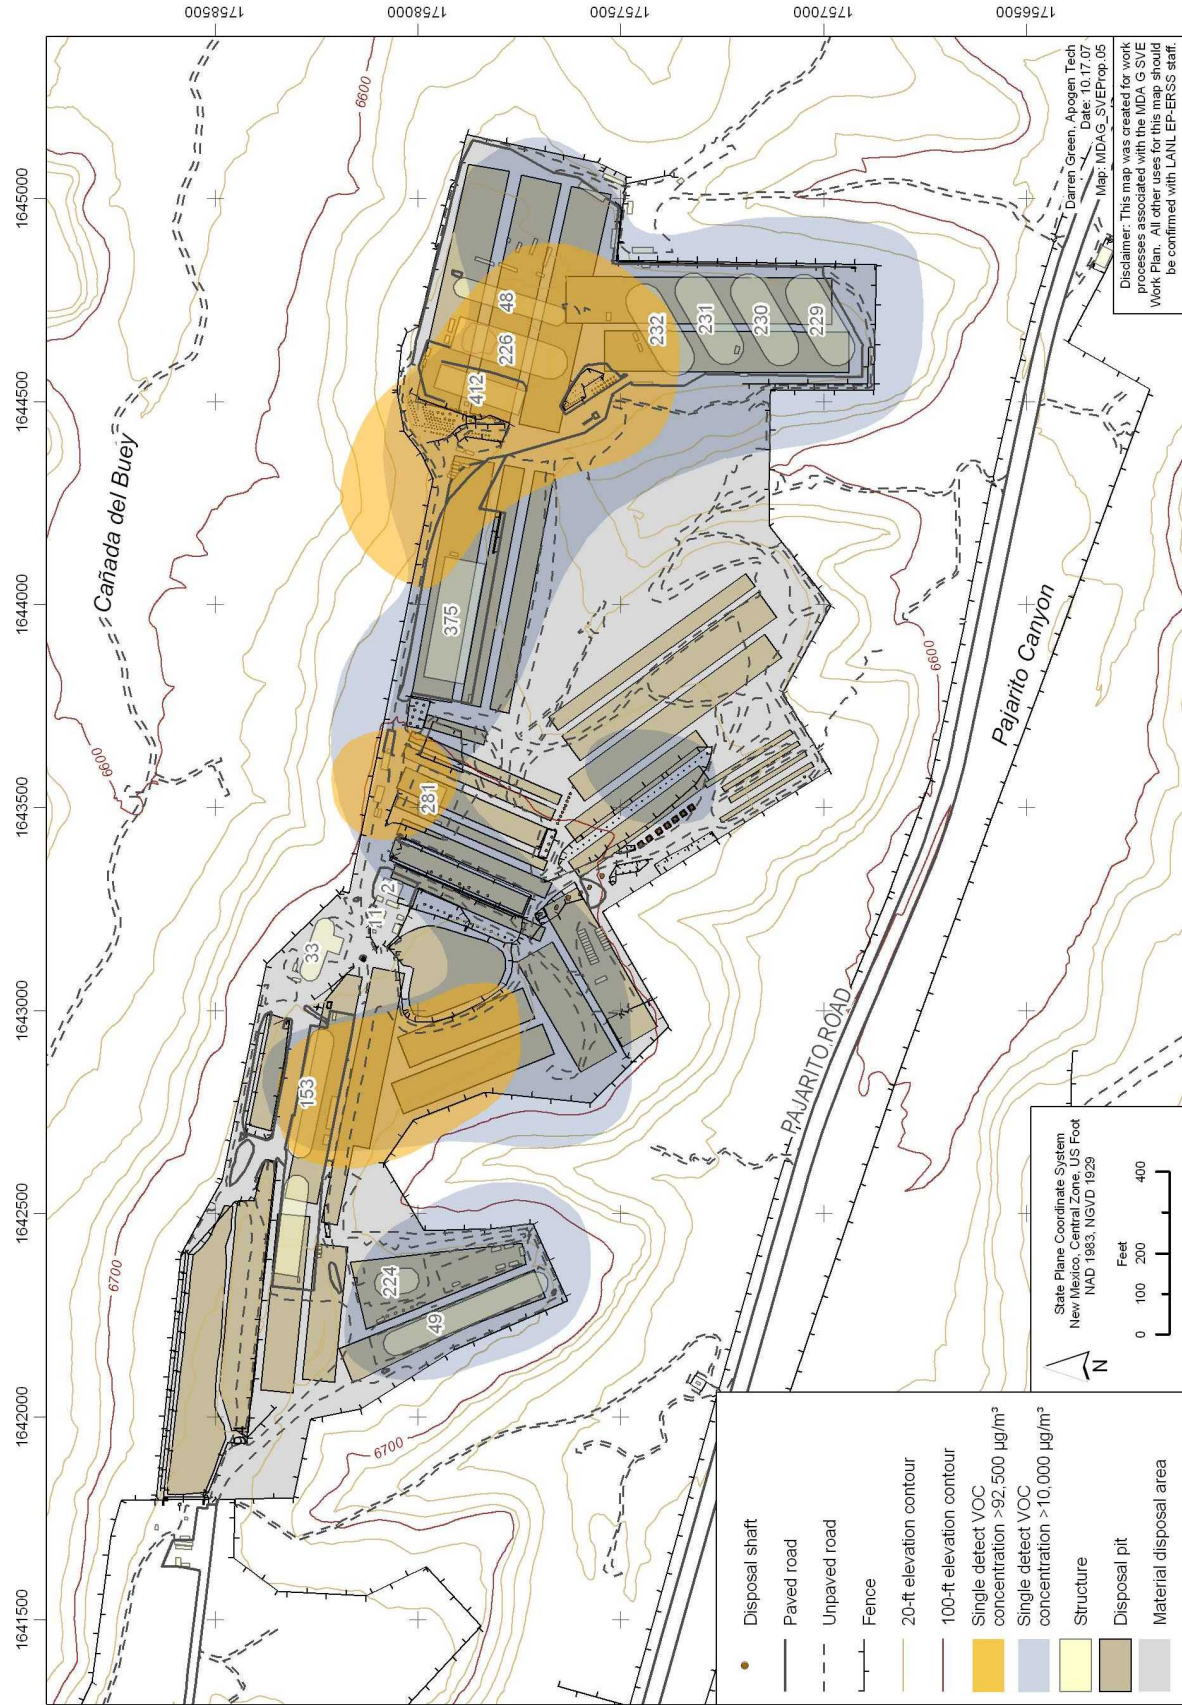 1641500
1642000
1642500
1643000
1643500
1644000
1644500
1645000
1758500
1758000
1757500
1757000
1756500
Cañada del Buey
6600
6600
6700
6700
6600
33
11
2
153
224
49
281
375
412
226
48
232
231
230
229
PAJARITO ROAD
Pajarito Canyon
Disposal shaft
Paved road
Unpaved road
Fence
20-ft elevation contour
100-ft elevation contour
Single detect VOC
concentration >92,500 µg/m³
Single detect VOC
concentration >10,000 µg/m³
Structure
Disposal pit
Material disposal area
N
State Plane Coordinate System
New Mexico, Central Zone, US Foot
NAD 1983, NGVD 1929
Feet
0 100 200 400
Darren Green, Apogen Tech
Date: 10.17.07
Map: MDAG_SVEProp.05
Disclaimer: This map was created for work
processes associated with the MDA G SVE
Work Plan. All other uses for this map should
be confirmed with LANL EP-ERSS staff.